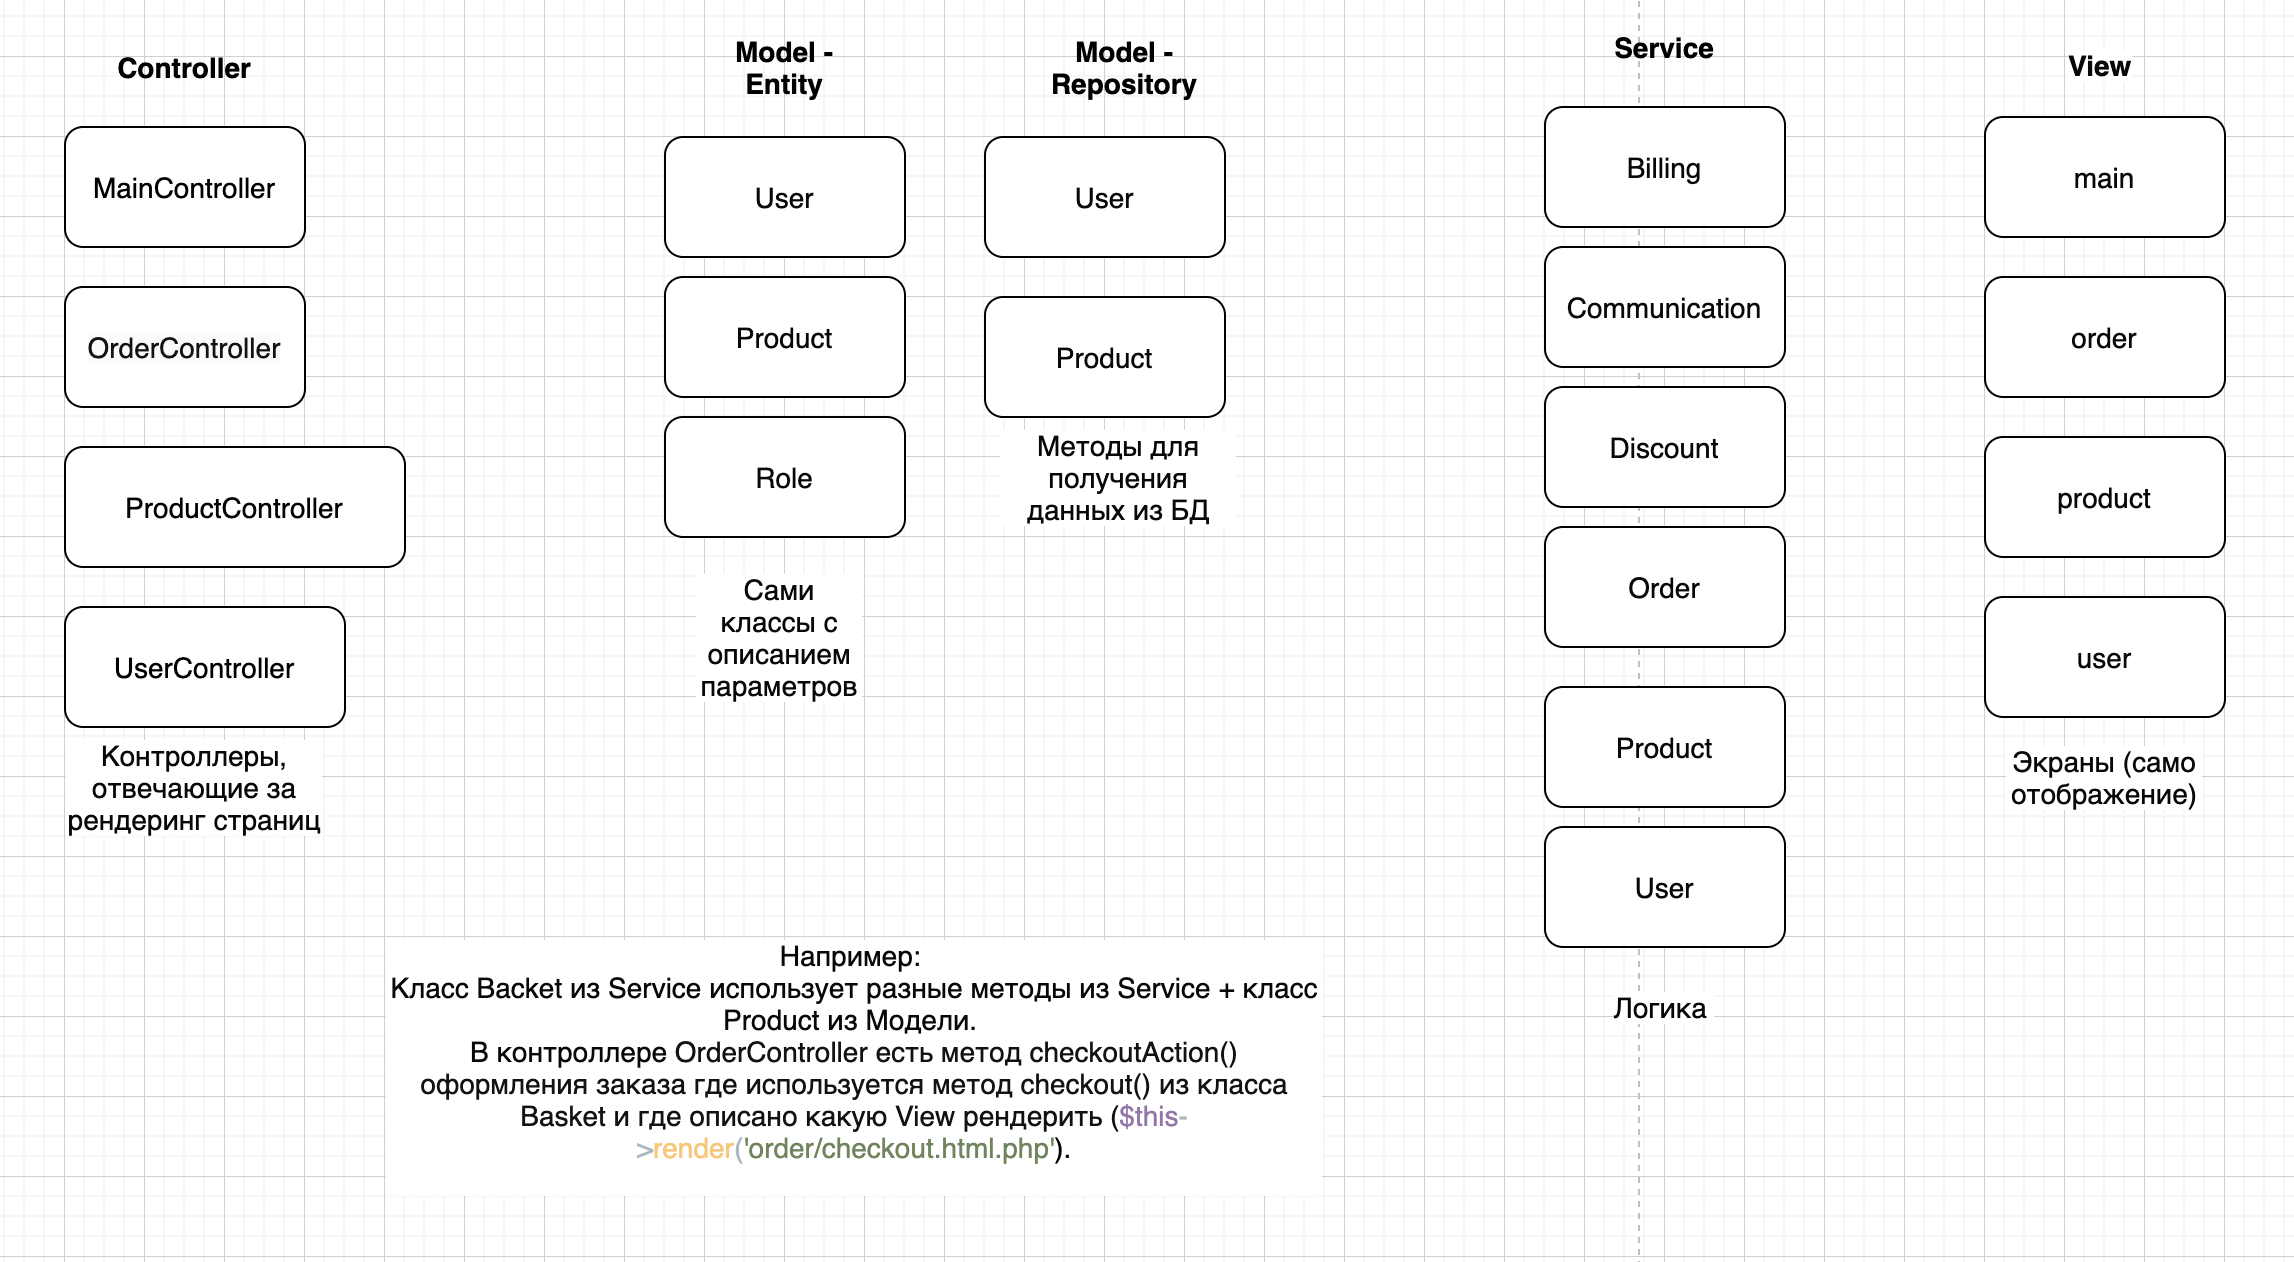 Controller
MainController
OrderController
ProductController
UserController
Контроллеры,
отвечающие за
рендеринг страниц
Model -
Entity
User
Product
Role
Сами
классы с
описанием
параметров
Model -
Repository
User
Product
Методы для
получения
данных из БД
Service
Billing
Communication
Discount
Order
Product
User
Логика
View
main
order
product
user
Экраны (само
отображение)
Например:
Класс Backet из Service использует разные методы из Service + класс
Product из Модели.
В контроллере OrderController есть метод checkoutAction()
оформления заказа где используется метод checkout() из класса
Basket и где описано какую View рендерить ($this-
>render('order/checkout.html.php').